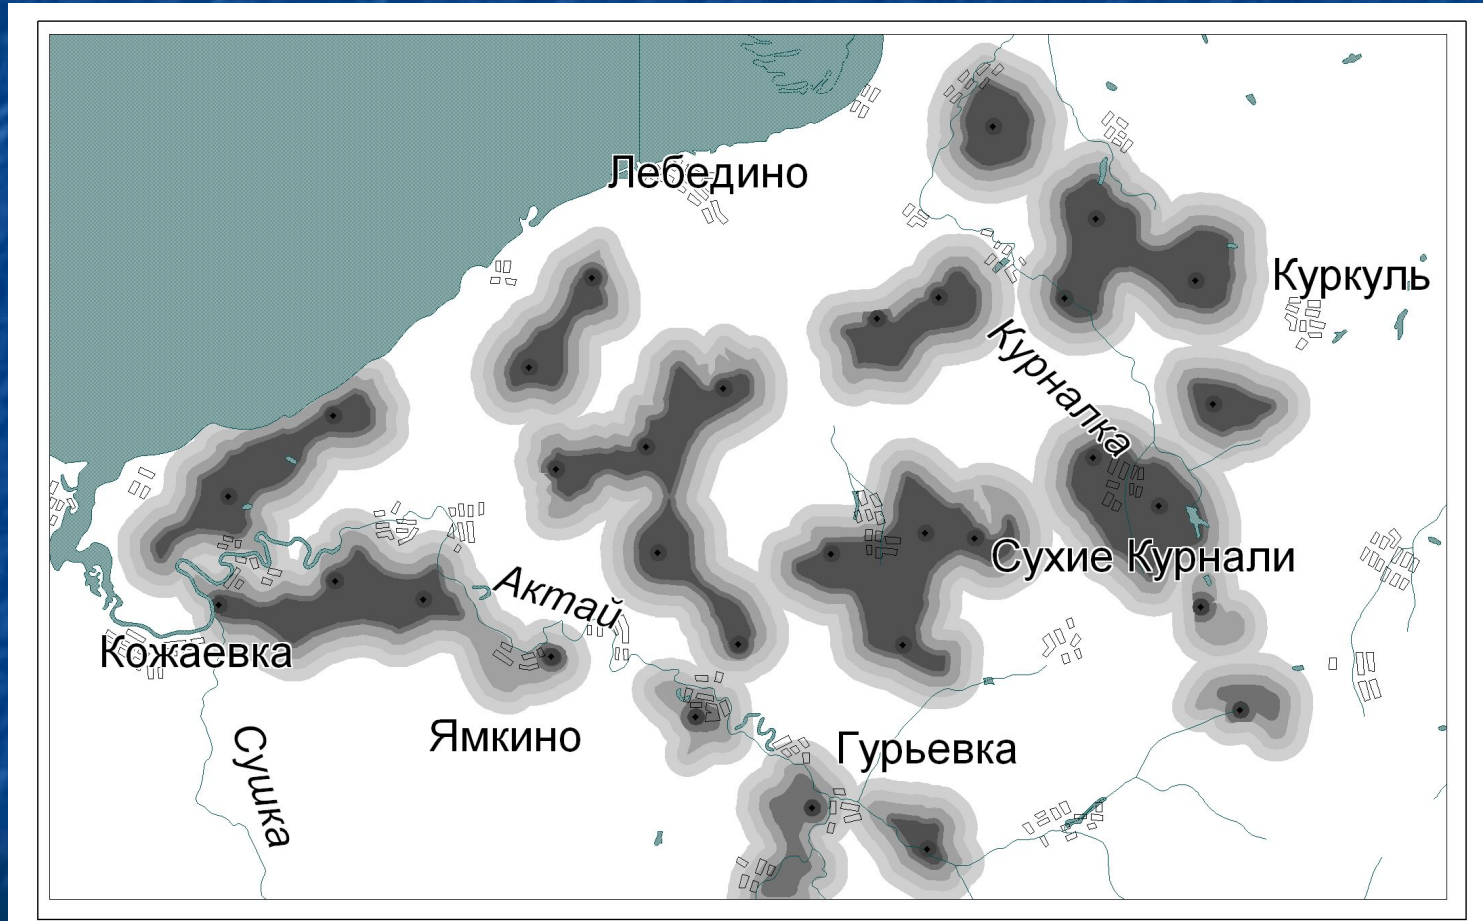 Лебедино
Куркуль
Курналка
Сухие Курнали
Актай
Кожаевка
Ямкино
Гурьевка
Сушка